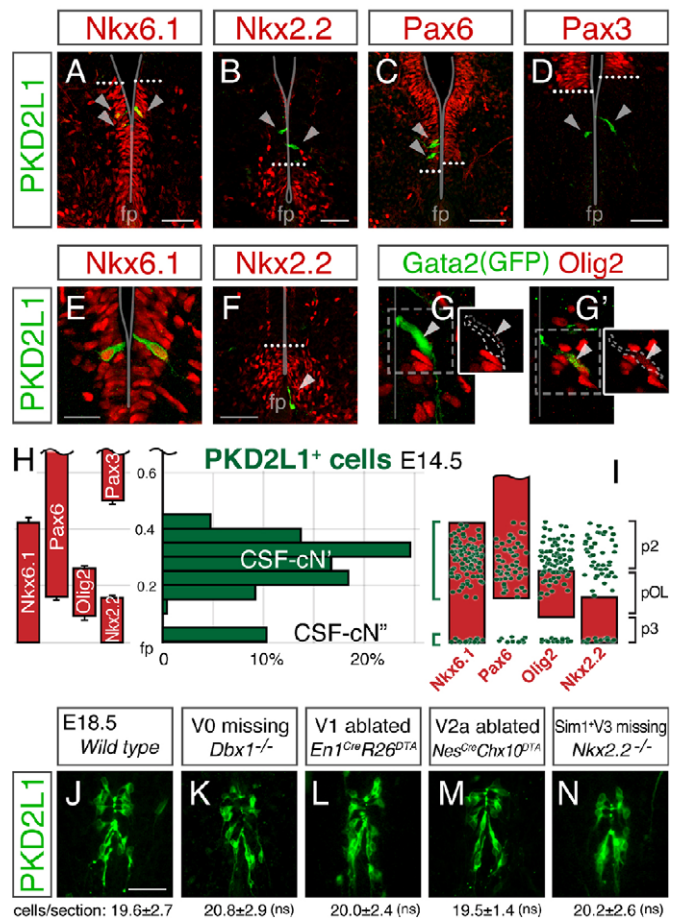 Nkx6.1 Nkx2.2 Pax6 Pax3
PKD2L1
A B C D
fp fp fp fp
Nkx6.1 Nkx2.2 Gata2(GFP) Olig2
PKD2L1
E F G G’
fp
H PKD2L1⁺ cells E14.5 I
Nkx6.1 Pax6 Olig2 Pax3 Nkx2.2
0.6
0.4
0.2
fp
CSF-cN’
CSF-cN”
0 10% 20%
p2
pOL
p3
Nkx6.1 Pax6 Olig2 Nkx2.2
E18.5 V0 missing V1 ablated V2a ablated Sim1⁺V3 missing
Wild type Dbx1⁻/⁻ En1ᶜʳᵉR26ᴰᵀᴬ NesᶜʳᵉChx10ᴰᵀᴬ Nkx2.2⁻/⁻
PKD2L1
J K L M N
cells/section: 19.6±2.7 20.8±2.9 (ns) 20.0±2.4 (ns) 19.5±1.4 (ns) 20.2±2.6 (ns)